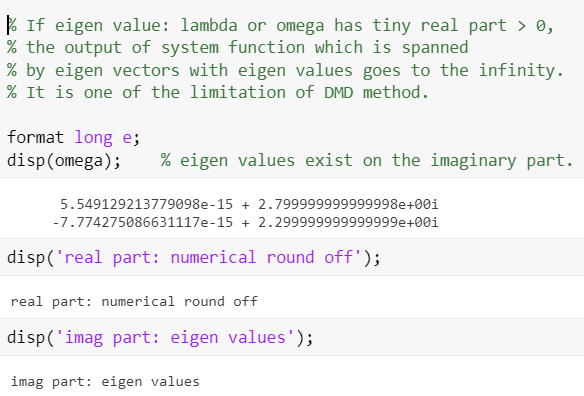 % If eigen value: lambda or omega has tiny real part > 0,
% the output of system function which is spanned
% by eigen vectors with eigen values goes to the infinity.
% It is one of the limitation of DMD method.
format long e;
disp(omega);    % eigen values exist on the imaginary part.
5.549129213779098e-15 + 2.799999999999998e+00i
-7.774275086631117e-15 + 2.299999999999999e+00i
disp('real part: numerical round off');
real part: numerical round off
disp('imag part: eigen values');
imag part: eigen values